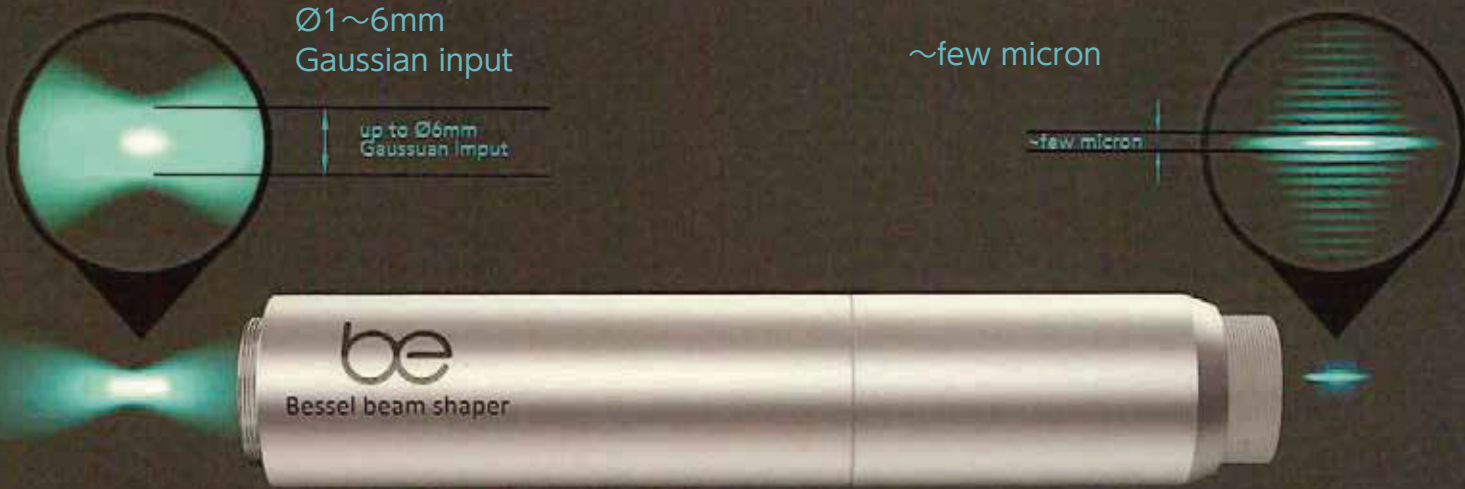 Ø1～6mm
Gaussian input
～few micron
up to Ø6mm
Gaussuan imput
~few micron
be
Bessel beam shaper